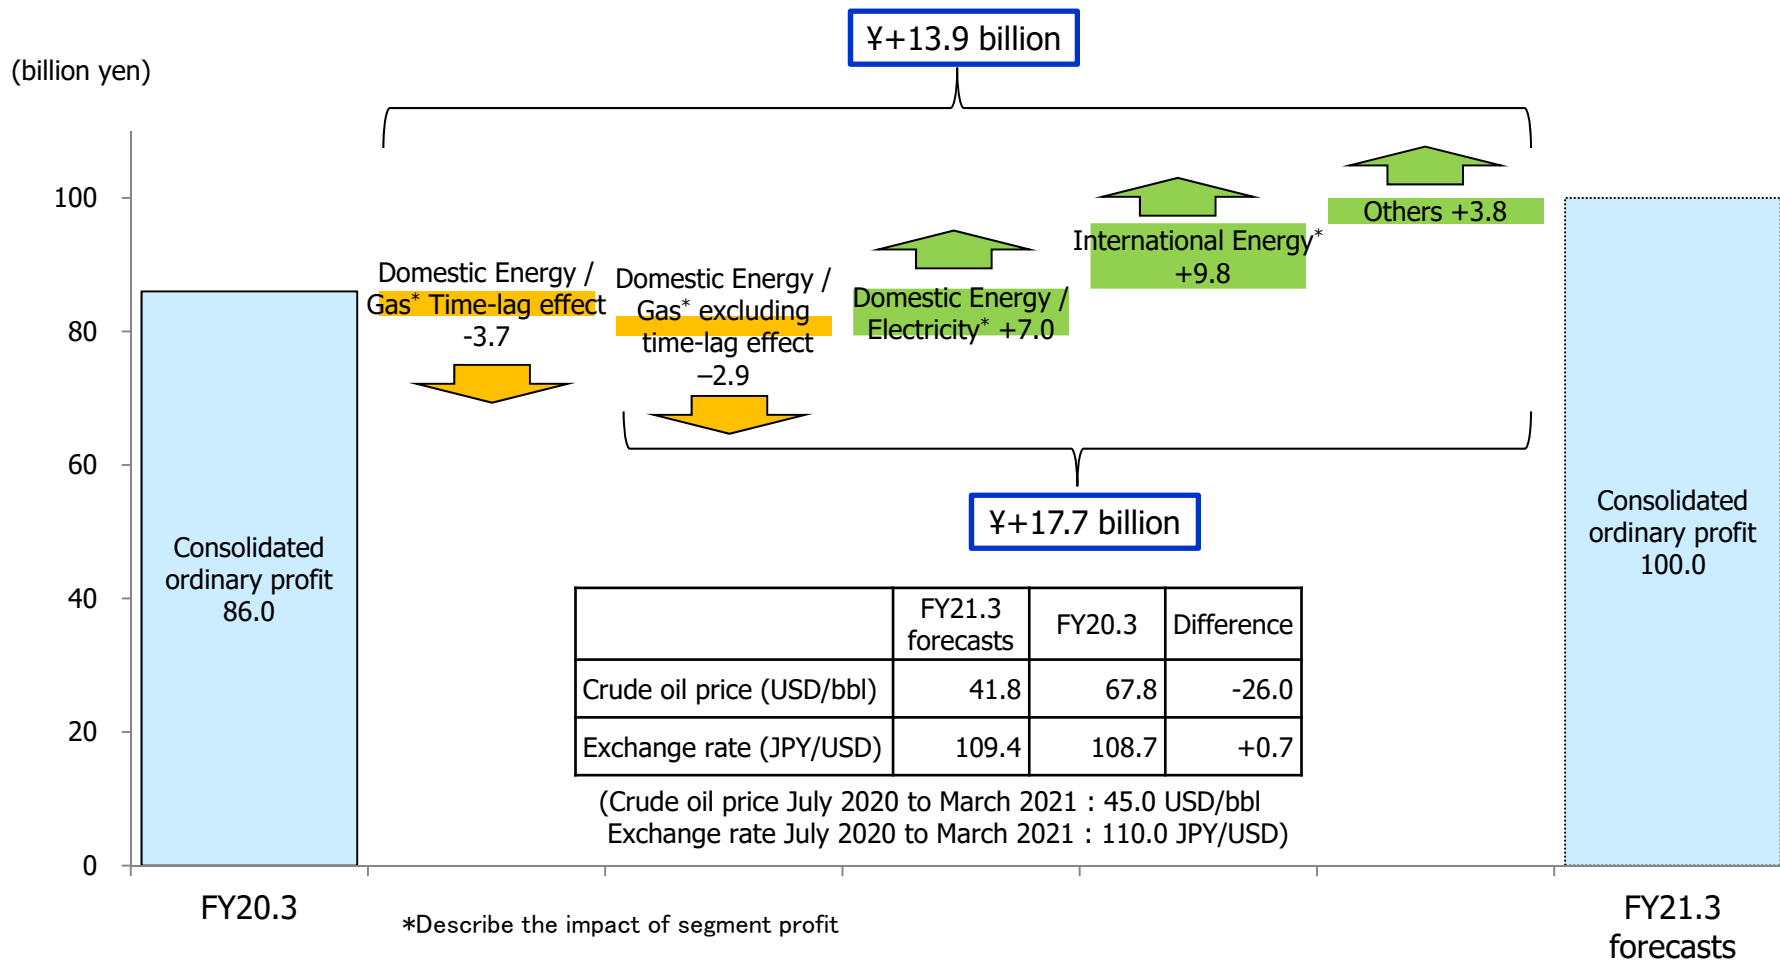 ¥+13.9 billion
(billion yen)
100
80
60
40
20
0
Consolidated
ordinary profit
86.0
Domestic Energy /
Gas* Time-lag effect
-3.7
Domestic Energy /
Gas* excluding
time-lag effect
–2.9
Domestic Energy /
Electricity* +7.0
International Energy*
+9.8
Others +3.8
¥+17.7 billion
Consolidated
ordinary profit
100.0
FY21.3
forecasts
FY20.3
Difference
Crude oil price (USD/bbl) 41.8 67.8 -26.0
Exchange rate (JPY/USD) 109.4 108.7 +0.7
(Crude oil price July 2020 to March 2021 : 45.0 USD/bbl
Exchange rate July 2020 to March 2021 : 110.0 JPY/USD)
FY20.3
FY21.3
forecasts
*Describe the impact of segment profit